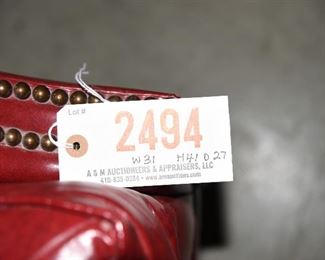 Lot #
2494
W31 H41 D27
A & M AUCTIONEERS & APPRAISERS, LLC